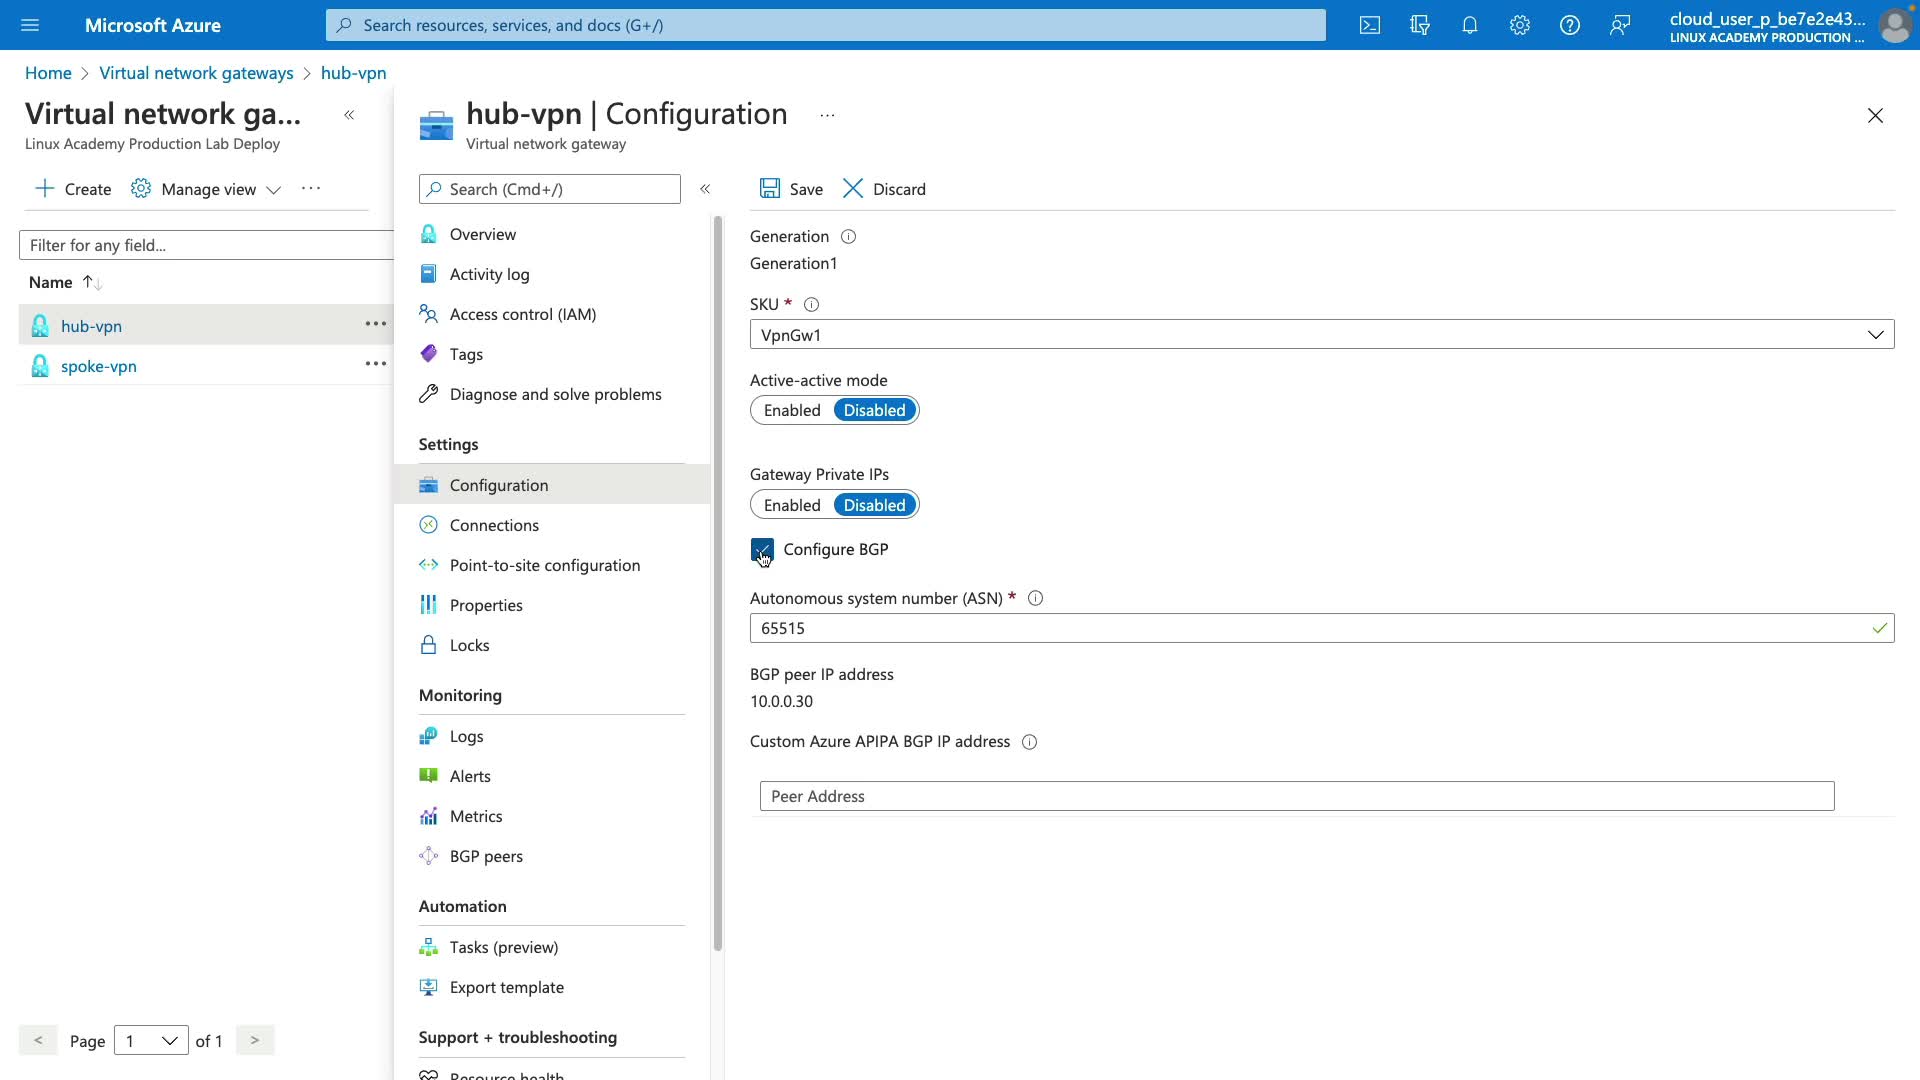 Microsoft Azure
Search resources, services, and docs (G+/)
cloud_user_p_be7e2e43...
LINUX ACADEMY PRODUCTION ...
Home > Virtual network gateways > hub-vpn
Virtual network ga...
«
Linux Academy Production Lab Deploy
Create
Manage view
...
Filter for any field...
Name
hub-vpn
...
spoke-vpn
...
< Page 1 of 1 >
hub-vpn | Configuration
...
Virtual network gateway
Search (Cmd+/)
«
Overview
Activity log
Access control (IAM)
Tags
Diagnose and solve problems
Settings
Configuration
Connections
Point-to-site configuration
Properties
Locks
Monitoring
Logs
Alerts
Metrics
BGP peers
Automation
Tasks (preview)
Export template
Support + troubleshooting
Resource health
Save
Discard
Generation
Generation1
SKU *
VpnGw1
Active-active mode
Enabled Disabled
Gateway Private IPs
Enabled Disabled
Configure BGP
Autonomous system number (ASN) *
65515
BGP peer IP address
10.0.0.30
Custom Azure APIPA BGP IP address
Peer Address